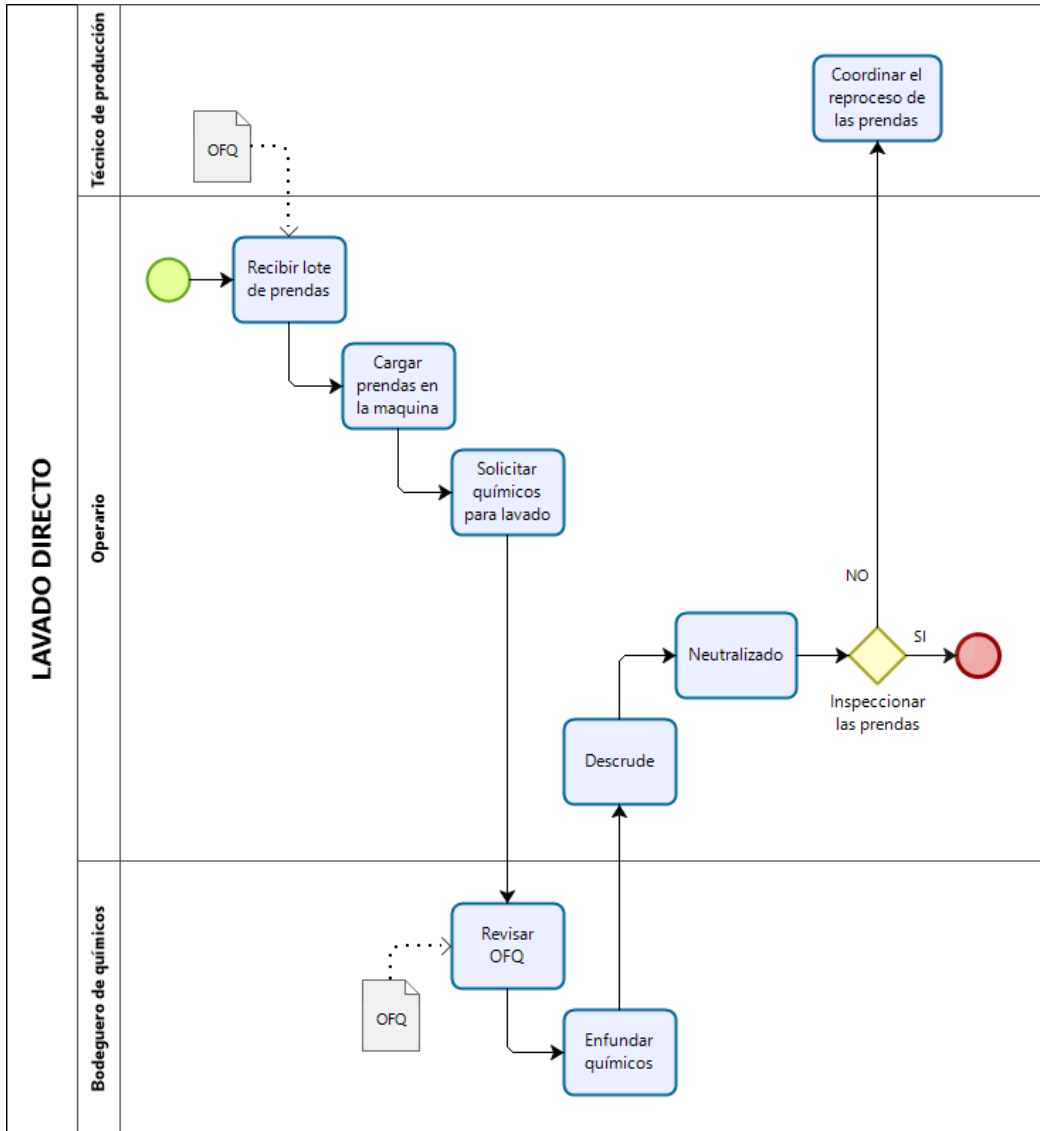 LAVADO DIRECTO
Técnico de producción
OFQ
Coordinar el
reproceso de
las prendas
Operario
Recibir lote
de prendas
Cargar
prendas en
la maquina
Solicitar
químicos
para lavado
Descrude
Neutralizado
NO
SI
Inspeccionar
las prendas
Bodeguero de químicos
Revisar
OFQ
OFQ
Enfundar
químicos